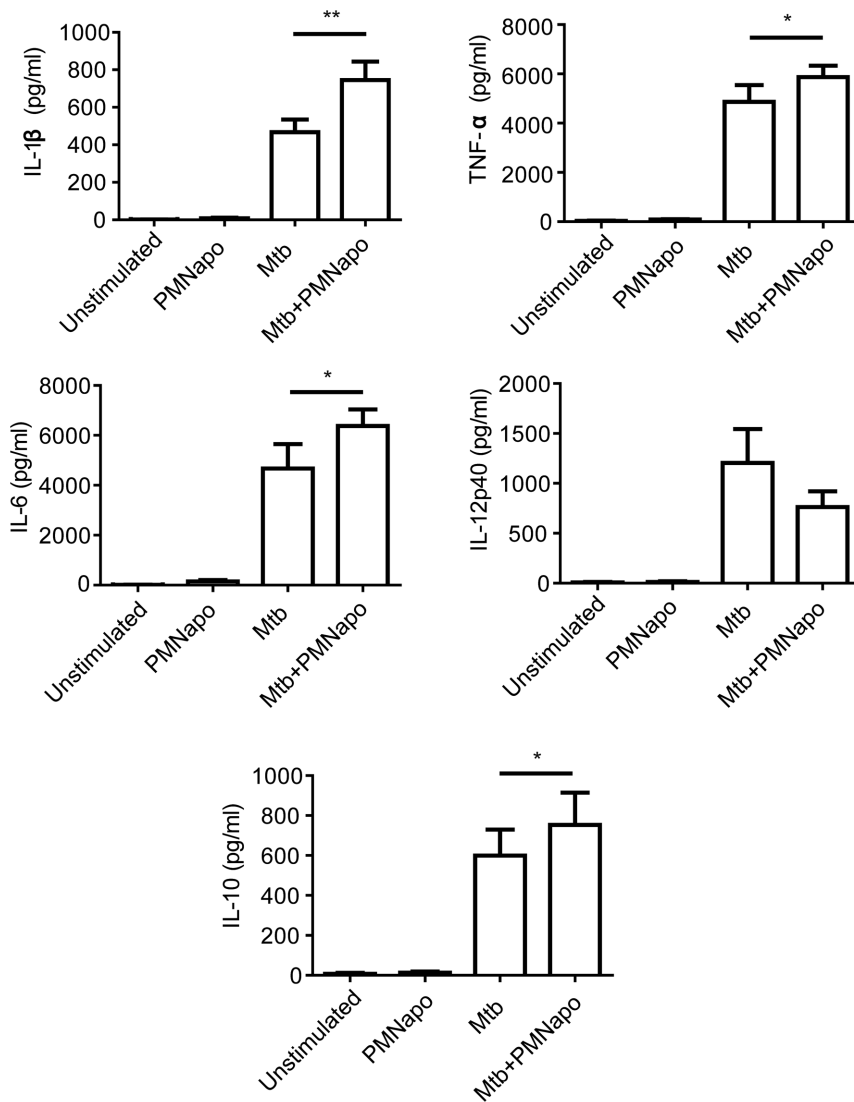 **
IL-1β (pg/ml)
1000
800
600
400
200
0
Unstimulated
PMNapo
Mtb
Mtb+PMNapo
*
TNF-α (pg/ml)
8000
6000
4000
2000
0
Unstimulated
PMNapo
Mtb
Mtb+PMNapo
*
IL-6 (pg/ml)
8000
6000
4000
2000
0
Unstimulated
PMNapo
Mtb
Mtb+PMNapo
IL-12p40 (pg/ml)
2000
1500
1000
500
0
Unstimulated
PMNapo
Mtb
Mtb+PMNapo
*
IL-10 (pg/ml)
1000
800
600
400
200
0
Unstimulated
PMNapo
Mtb
Mtb+PMNapo